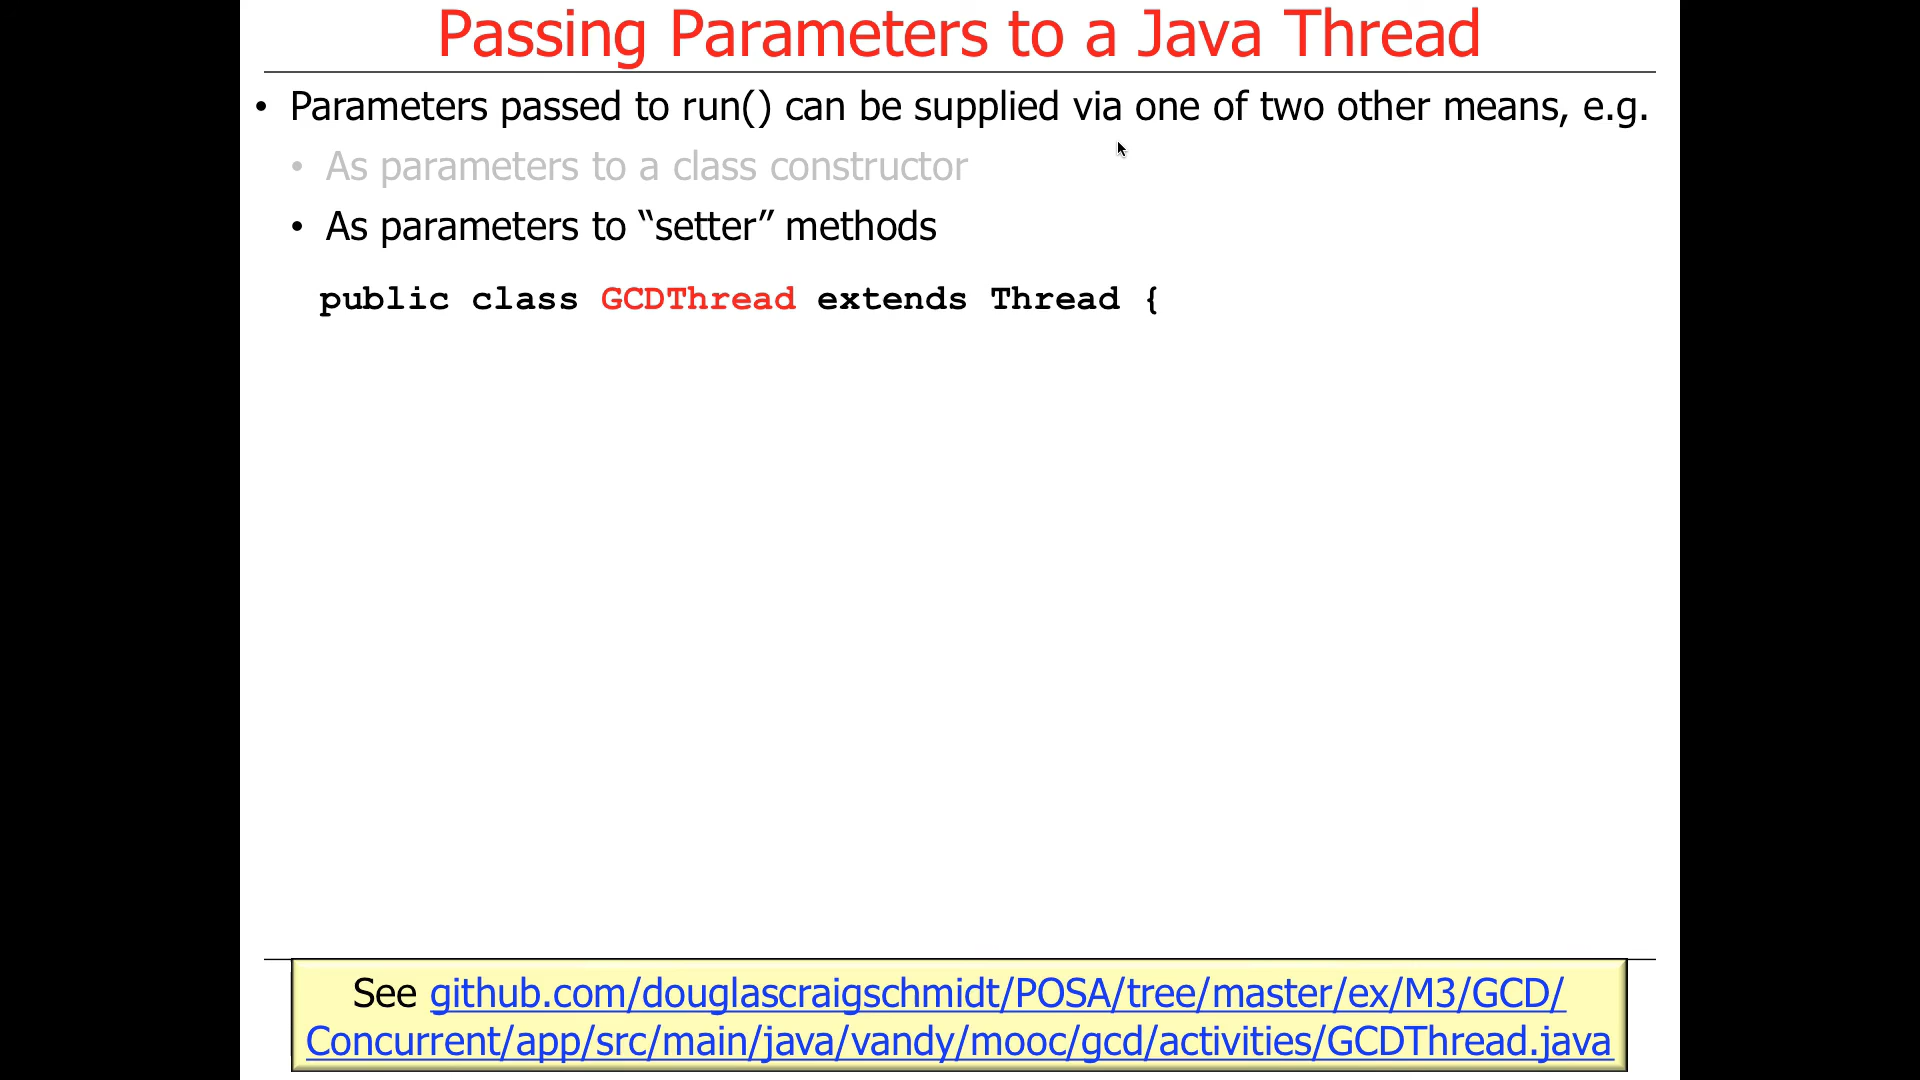 Passing Parameters to a Java Thread
• Parameters passed to run() can be supplied via one of two other means, e.g.
• As parameters to a class constructor
• As parameters to “setter” methods
public class GCDThread extends Thread {
See github.com/douglascraigschmidt/POSA/tree/master/ex/M3/GCD/
Concurrent/app/src/main/java/vandy/mooc/gcd/activities/GCDThread.java